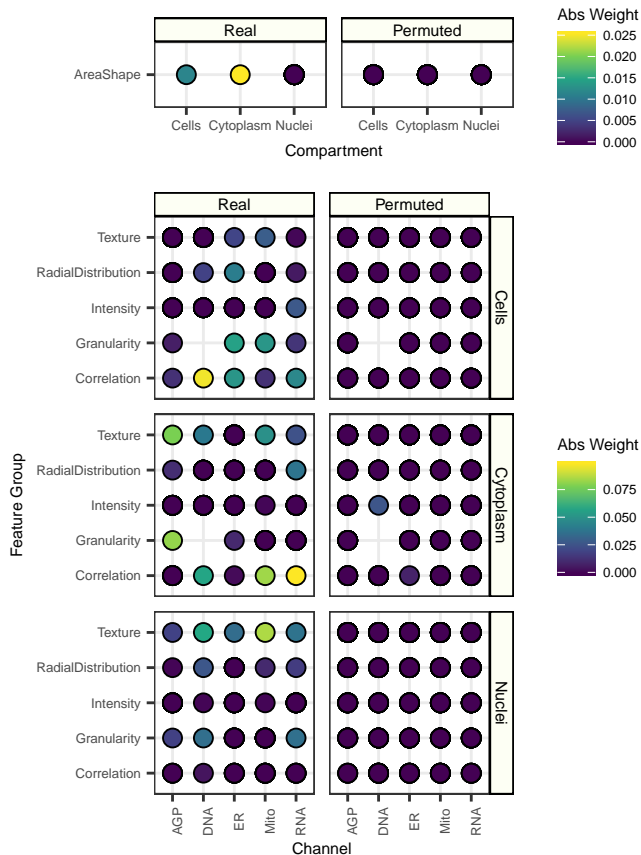 Real
Permuted
AreaShape
Cells
Cytoplasm
Nuclei
Cells
Cytoplasm
Nuclei
Compartment
Abs Weight
0.025
0.020
0.015
0.010
0.005
0.000
Real
Permuted
Feature Group
Texture
RadialDistribution
Intensity
Granularity
Correlation
Cells
Texture
RadialDistribution
Intensity
Granularity
Correlation
Cytoplasm
Texture
RadialDistribution
Intensity
Granularity
Correlation
Nuclei
AGP
DNA
ER
Mito
RNA
AGP
DNA
ER
Mito
RNA
Channel
Abs Weight
0.075
0.050
0.025
0.000